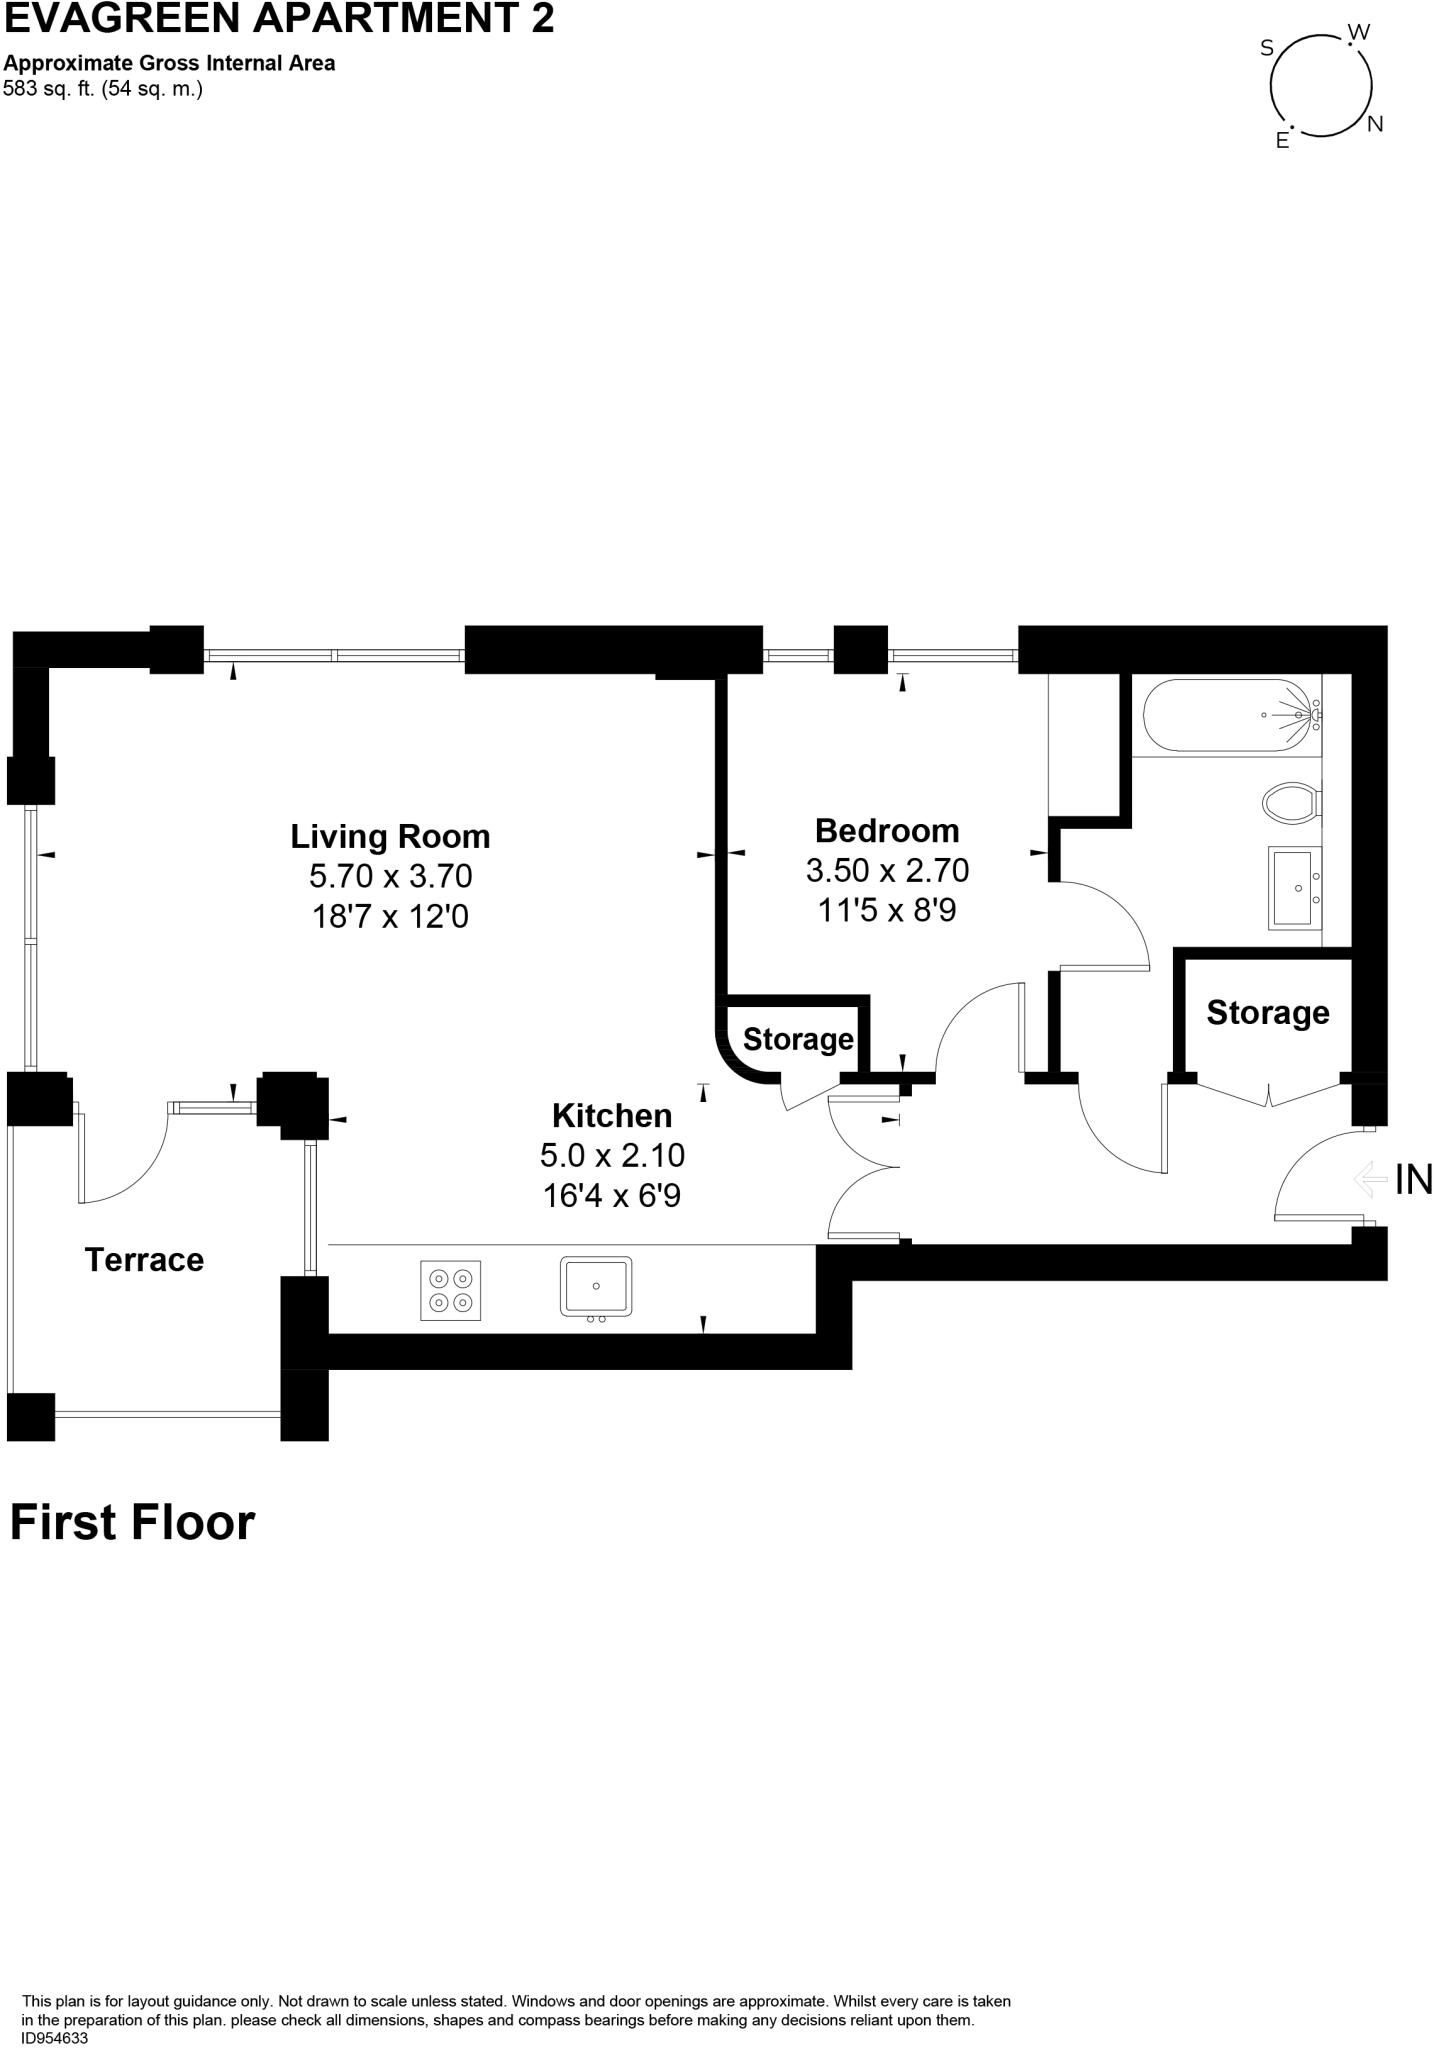 EVAGREEN APARTMENT 2
Approximate Gross Internal Area
583 sq. ft. (54 sq. m.)
W
S
N
E
Living Room
5.70 x 3.70
18'7 x 12'0
Bedroom
3.50 x 2.70
11'5 x 8'9
Storage
Storage
Kitchen
5.0 x 2.10
16'4 x 6'9
IN
Terrace
First Floor
This plan is for layout guidance only. Not drawn to scale unless stated. Windows and door openings are approximate. Whilst every care is taken
in the preparation of this plan. please check all dimensions, shapes and compass bearings before making any decisions reliant upon them.
ID954633